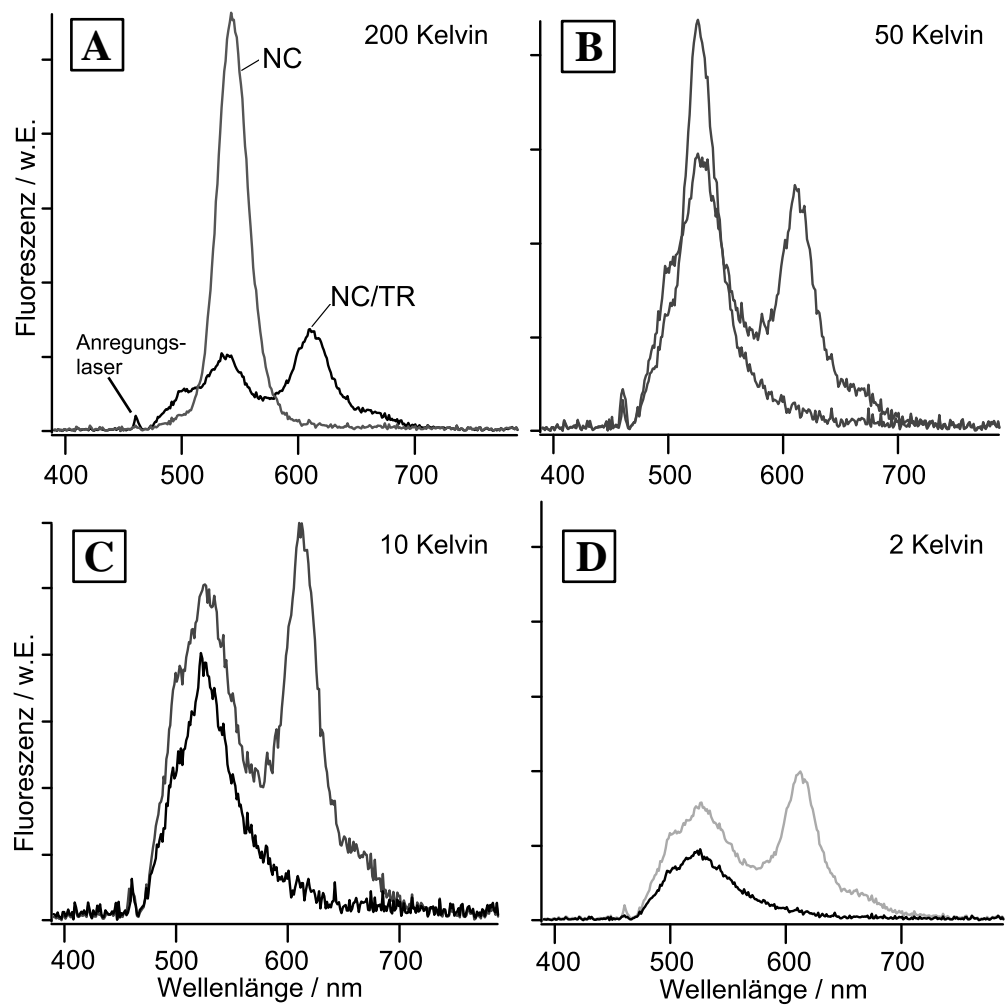 A
200 Kelvin
NC
NC/TR
Anregungs-
laser
Fluoreszenz / w.E.
400 500 600 700
B
50 Kelvin
400 500 600 700
C
10 Kelvin
Fluoreszenz / w.E.
400 500 600 700
Wellenlänge / nm
D
2 Kelvin
400 500 600 700
Wellenlänge / nm